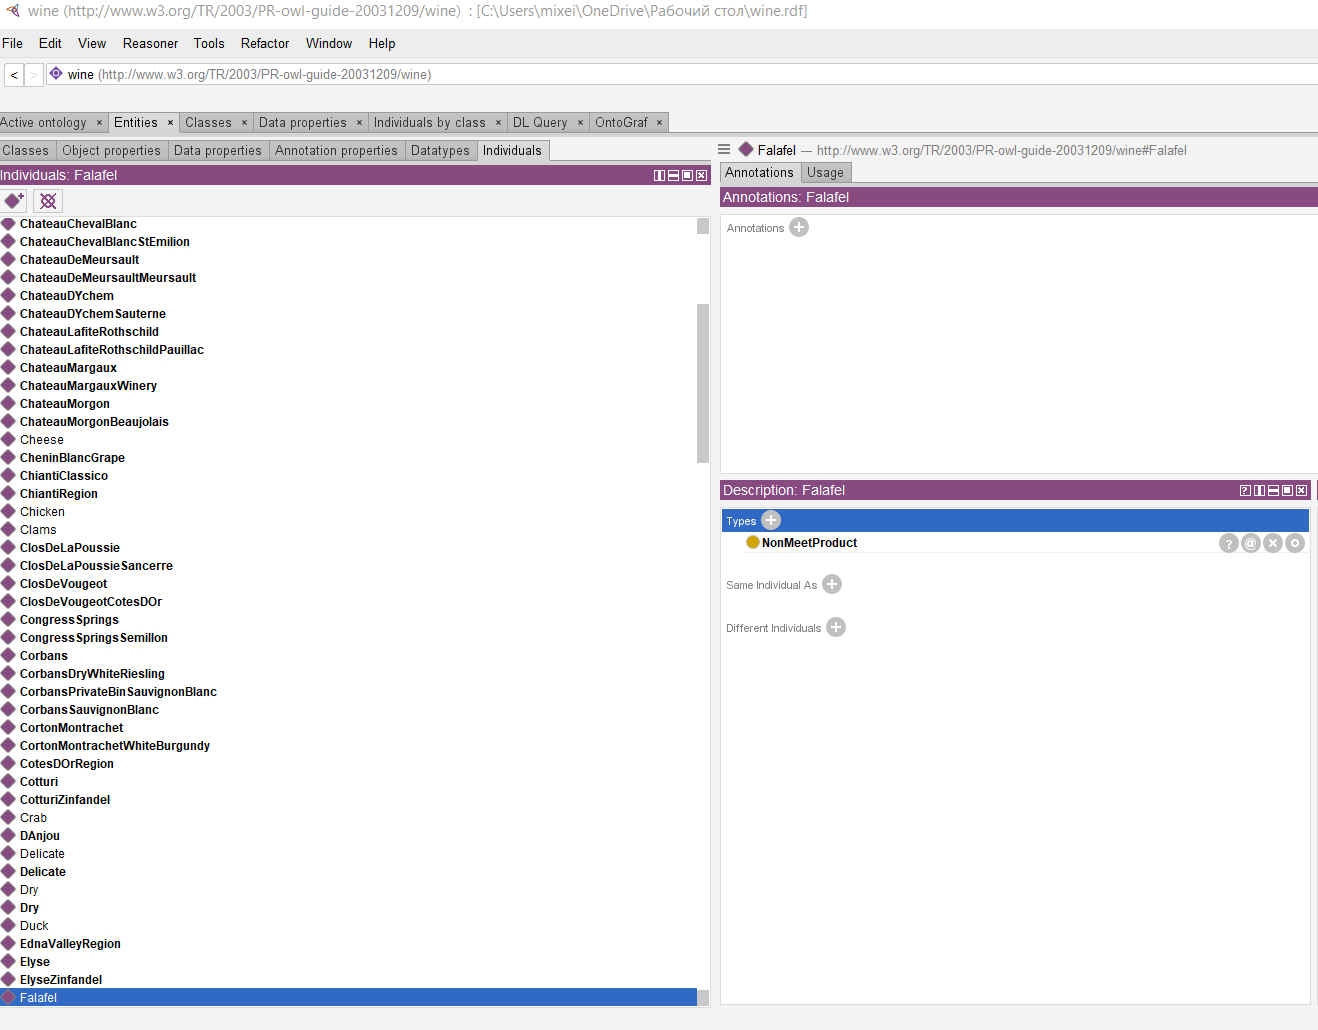 wine (http://www.w3.org/TR/2003/PR-owl-guide-20031209/wine) : [C:\Users\mixei\OneDrive\Рабочий стол\wine.rdf]
File Edit View Reasoner Tools Refactor Window Help
< > wine (http://www.w3.org/TR/2003/PR-owl-guide-20031209/wine)
Active ontology × Entities × Classes × Data properties × Individuals by class × DL Query × OntoGraf ×
Classes Object properties Data properties Annotation properties Datatypes Individuals
Individuals: Falafel
ChateauChevalBlanc
ChateauChevalBlancStEmilion
ChateauDeMeursault
ChateauDeMeursaultMeursault
ChateauDYchem
ChateauDYchemSauterne
ChateauLafiteRothschild
ChateauLafiteRothschildPauillac
ChateauMargaux
ChateauMargauxWinery
ChateauMorgon
ChateauMorgonBeaujolais
Cheese
CheninBlancGrape
ChiantiClassico
ChiantiRegion
Chicken
Clams
ClosDeLaPoussie
ClosDeLaPoussieSancerre
ClosDeVougeot
ClosDeVougeotCotesDOr
CongressSprings
CongressSpringsSemillon
Corbans
CorbansDryWhiteRiesling
CorbansPrivateBinSauvignonBlanc
CorbansSauvignonBlanc
CortonMontrachet
CortonMontrachetWhiteBurgundy
CotesDOrRegion
Cotturi
CotturiZinfandel
Crab
DAnjou
Delicate
Delicate
Dry
Dry
Duck
EdnaValleyRegion
Elyse
ElyseZinfandel
Falafel
Falafel — http://www.w3.org/TR/2003/PR-owl-guide-20031209/wine#Falafel
Annotations Usage
Annotations: Falafel
Annotations +
Description: Falafel
Types +
NonMeetProduct ? @ × o
Same Individual As +
Different Individuals +